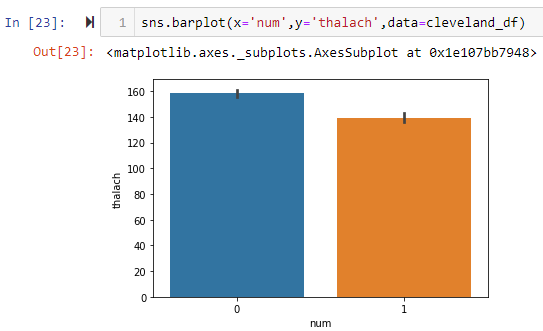 In [23]: 1 sns.barplot(x='num',y='thalach',data=cleveland_df)
Out[23]: <matplotlib.axes._subplots.AxesSubplot at 0x1e107bb7948>
160
140
120
100
80
60
40
20
0
thalach
0 1
num